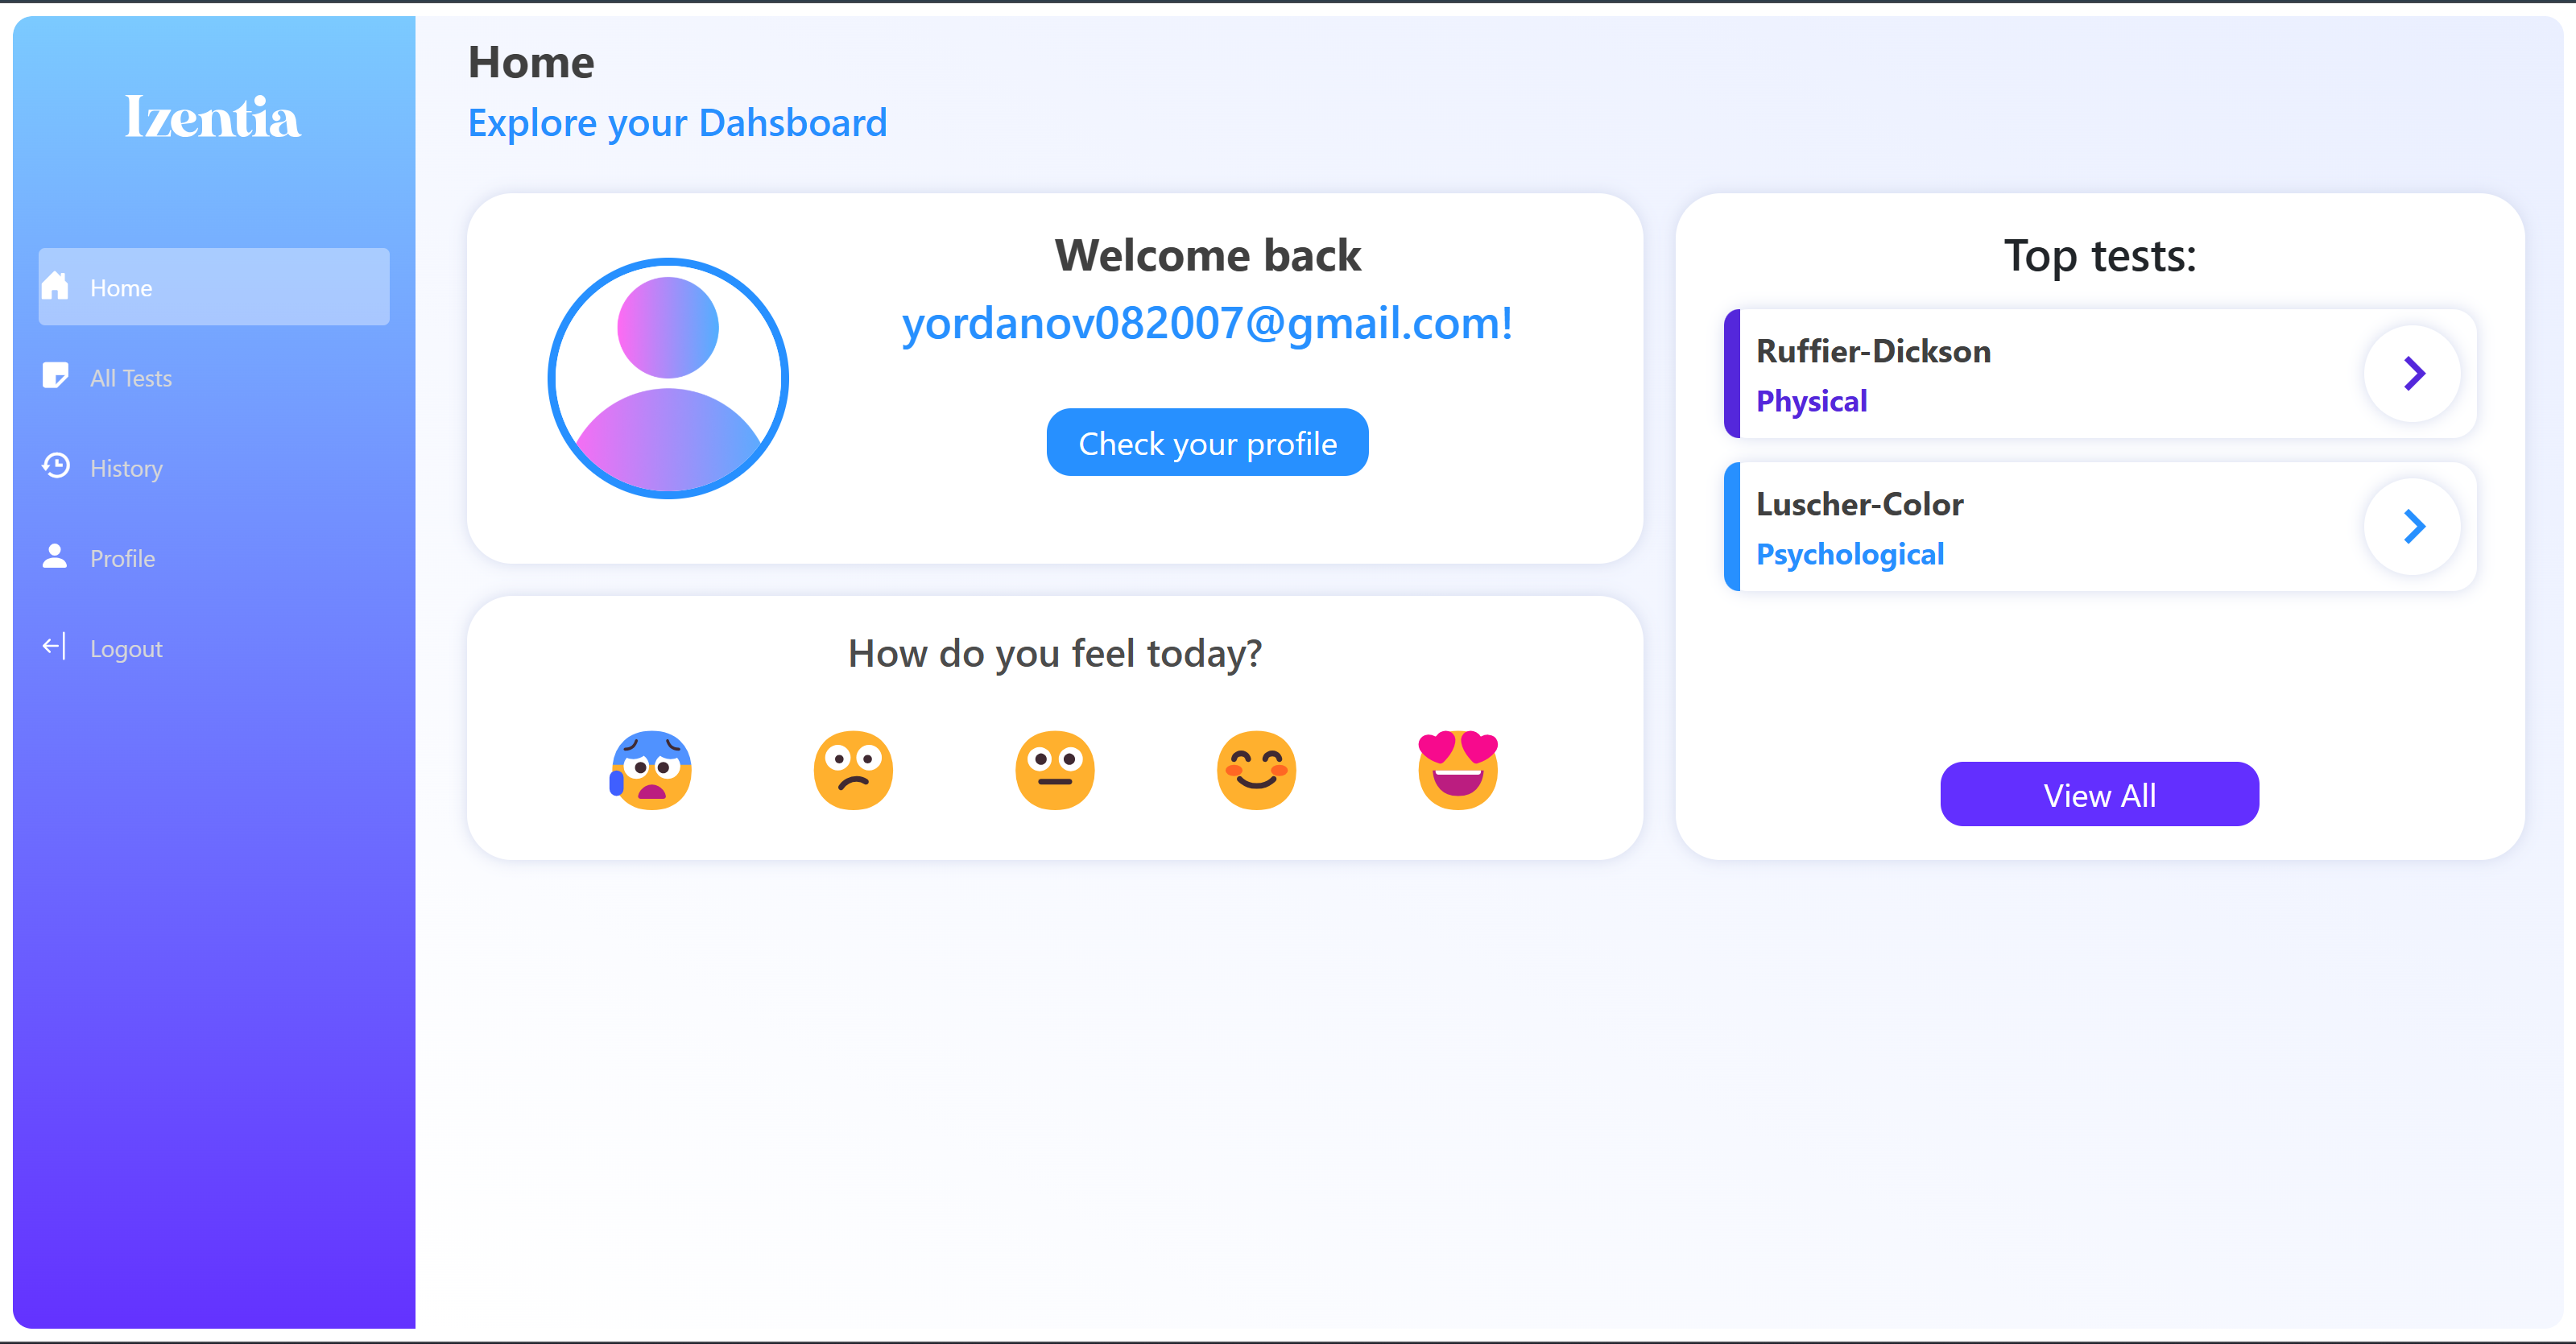 Izentia
Home
All Tests
History
Profile
Logout
Home
Explore your Dahsboard
Welcome back
yordanov082007@gmail.com!
Check your profile
How do you feel today?
Top tests:
Ruffier-Dickson
Physical
Luscher-Color
Psychological
View All